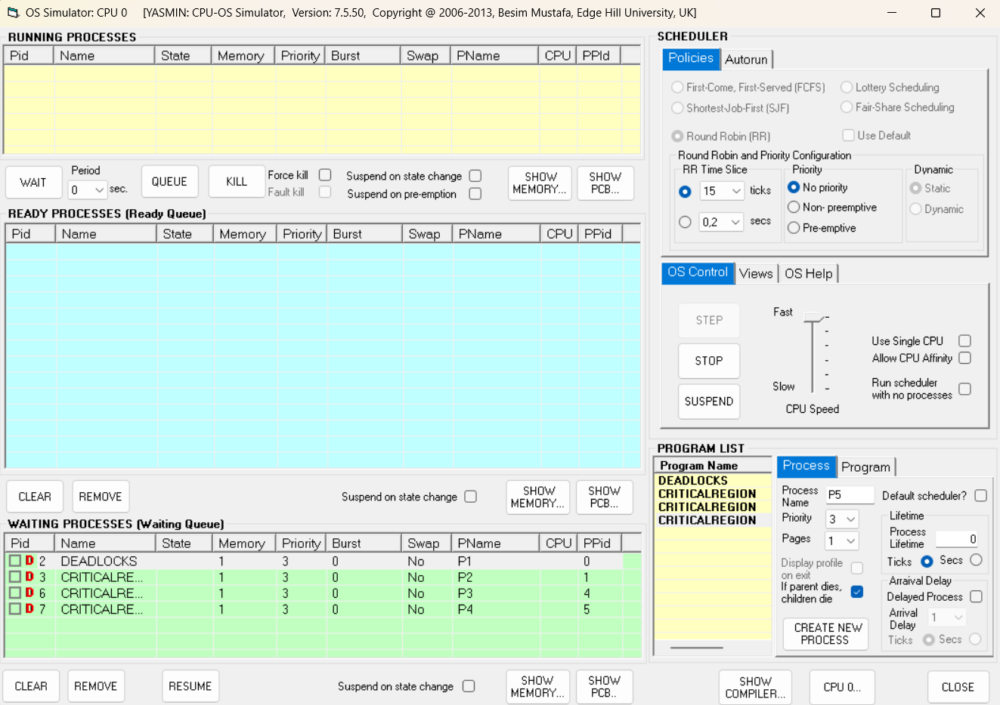 OS Simulator: CPU 0 [YASMIN: CPU-OS Simulator, Version: 7.5.50, Copyright @ 2006-2013, Besim Mustafa, Edge Hill University, UK]
RUNNING PROCESSES
Pid Name State Memory Priority Burst Swap PName CPU PPId
WAIT
Period
0 sec.
QUEUE
KILL
Force kill
Fault kill
Suspend on state change
Suspend on pre-emption
SHOW
MEMORY...
SHOW
PCB...
READY PROCESSES (Ready Queue)
Pid Name State Memory Priority Burst Swap PName CPU PPid
CLEAR
REMOVE
Suspend on state change
SHOW
MEMORY...
SHOW
PCB...
WAITING PROCESSES (Waiting Queue)
Pid Name State Memory Priority Burst Swap PName CPU PPid
D 2 DEADLOCKS 1 3 0 No P1 0
D 3 CRITICALRE... 1 3 0 No P2 1
D 6 CRITICALRE... 1 3 0 No P3 4
D 7 CRITICALRE... 1 3 0 No P4 5
CLEAR
REMOVE
RESUME
Suspend on state change
SHOW
MEMORY...
SHOW
PCB..
SCHEDULER
Policies Autorun
First-Come, First-Served (FCFS)
Lottery Scheduling
Shortest-Job-First (SJF)
Fair-Share Scheduling
Round Robin (RR)
Use Default
Round Robin and Priority Configuration
RR Time Slice
15 ticks
0,2 secs
Priority
No priority
Non- preemptive
Pre-emptive
Dynamic
Static
Dynamic
OS Control Views OS Help
STEP
STOP
SUSPEND
Fast
Slow
CPU Speed
Use Single CPU
Allow CPU Affinity
Run scheduler
with no processes
PROGRAM LIST
Program Name
DEADLOCKS
CRITICALREGION
CRITICALREGION
CRITICALREGION
Process Program
Process
Name
P5
Default scheduler?
Priority
3
Pages
1
Display profile
on exit
If parent dies,
children die
CREATE NEW
PROCESS
Lifetime
Process
Lifetime
0
Ticks Secs
Arraival Delay
Delayed Process
Arrival
Delay
1
Ticks Secs
SHOW
COMPILER...
CPU 0...
CLOSE